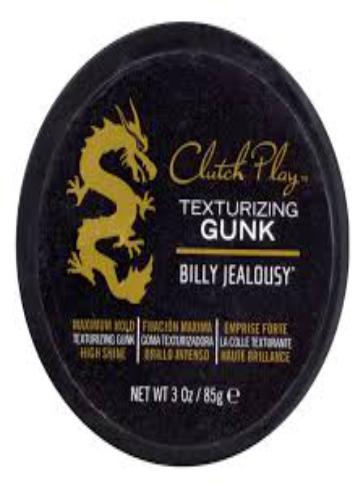 Clutch Play™
TEXTURIZING
GUNK
BILLY JEALOUSY®
MAXIMUM HOLD
TEXTURIZING GUNK
HIGH SHINE
FIJACIÓN MÁXIMA
GOMA TEXTURIZADORA
BRILLO INTENSO
EMPRISE FORTE
LA COLLE TEXTURANTE
HAUTE BRILLANCE
NET WT 3 Oz / 85g ℮